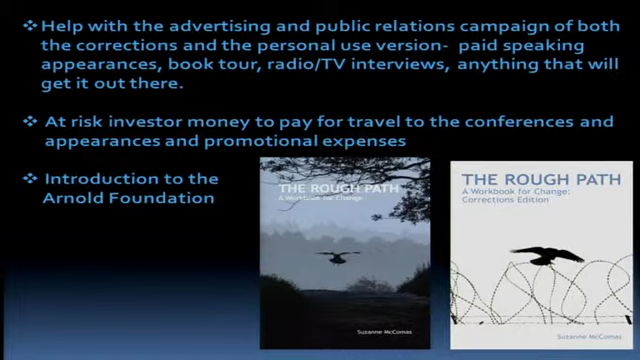 ❖ Help with the advertising and public relations campaign of both
the corrections and the personal use version- paid speaking
appearances, book tour, radio/TV interviews, anything that will
get it out there.
❖ At risk investor money to pay for travel to the conferences and
appearances and promotional expenses
❖ Introduction to the
Arnold Foundation
THE ROUGH PATH
A Workbook for Change
Suzanne McComas
THE ROUGH PATH
A Workbook for Change:
Corrections Edition
Suzanne McComas